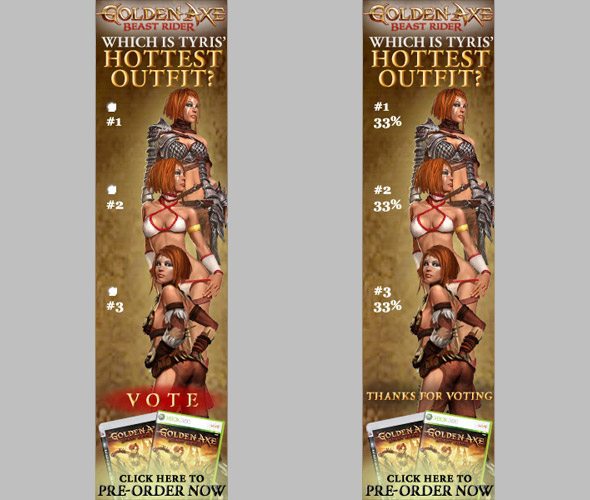 GOLDEN AXE
BEAST RIDER
WHICH IS TYRIS'
HOTTEST
OUTFIT?
#1
#2
#3
VOTE
GOLDEN AXE
GOLDEN AXE
CLICK HERE TO
PRE-ORDER NOW
GOLDEN AXE
BEAST RIDER
WHICH IS TYRIS'
HOTTEST
OUTFIT?
#1
33%
#2
33%
#3
33%
THANKS FOR VOTING
XBOX 360
GOLDEN AXE
GOLDEN AXE
CLICK HERE TO
PRE-ORDER NOW